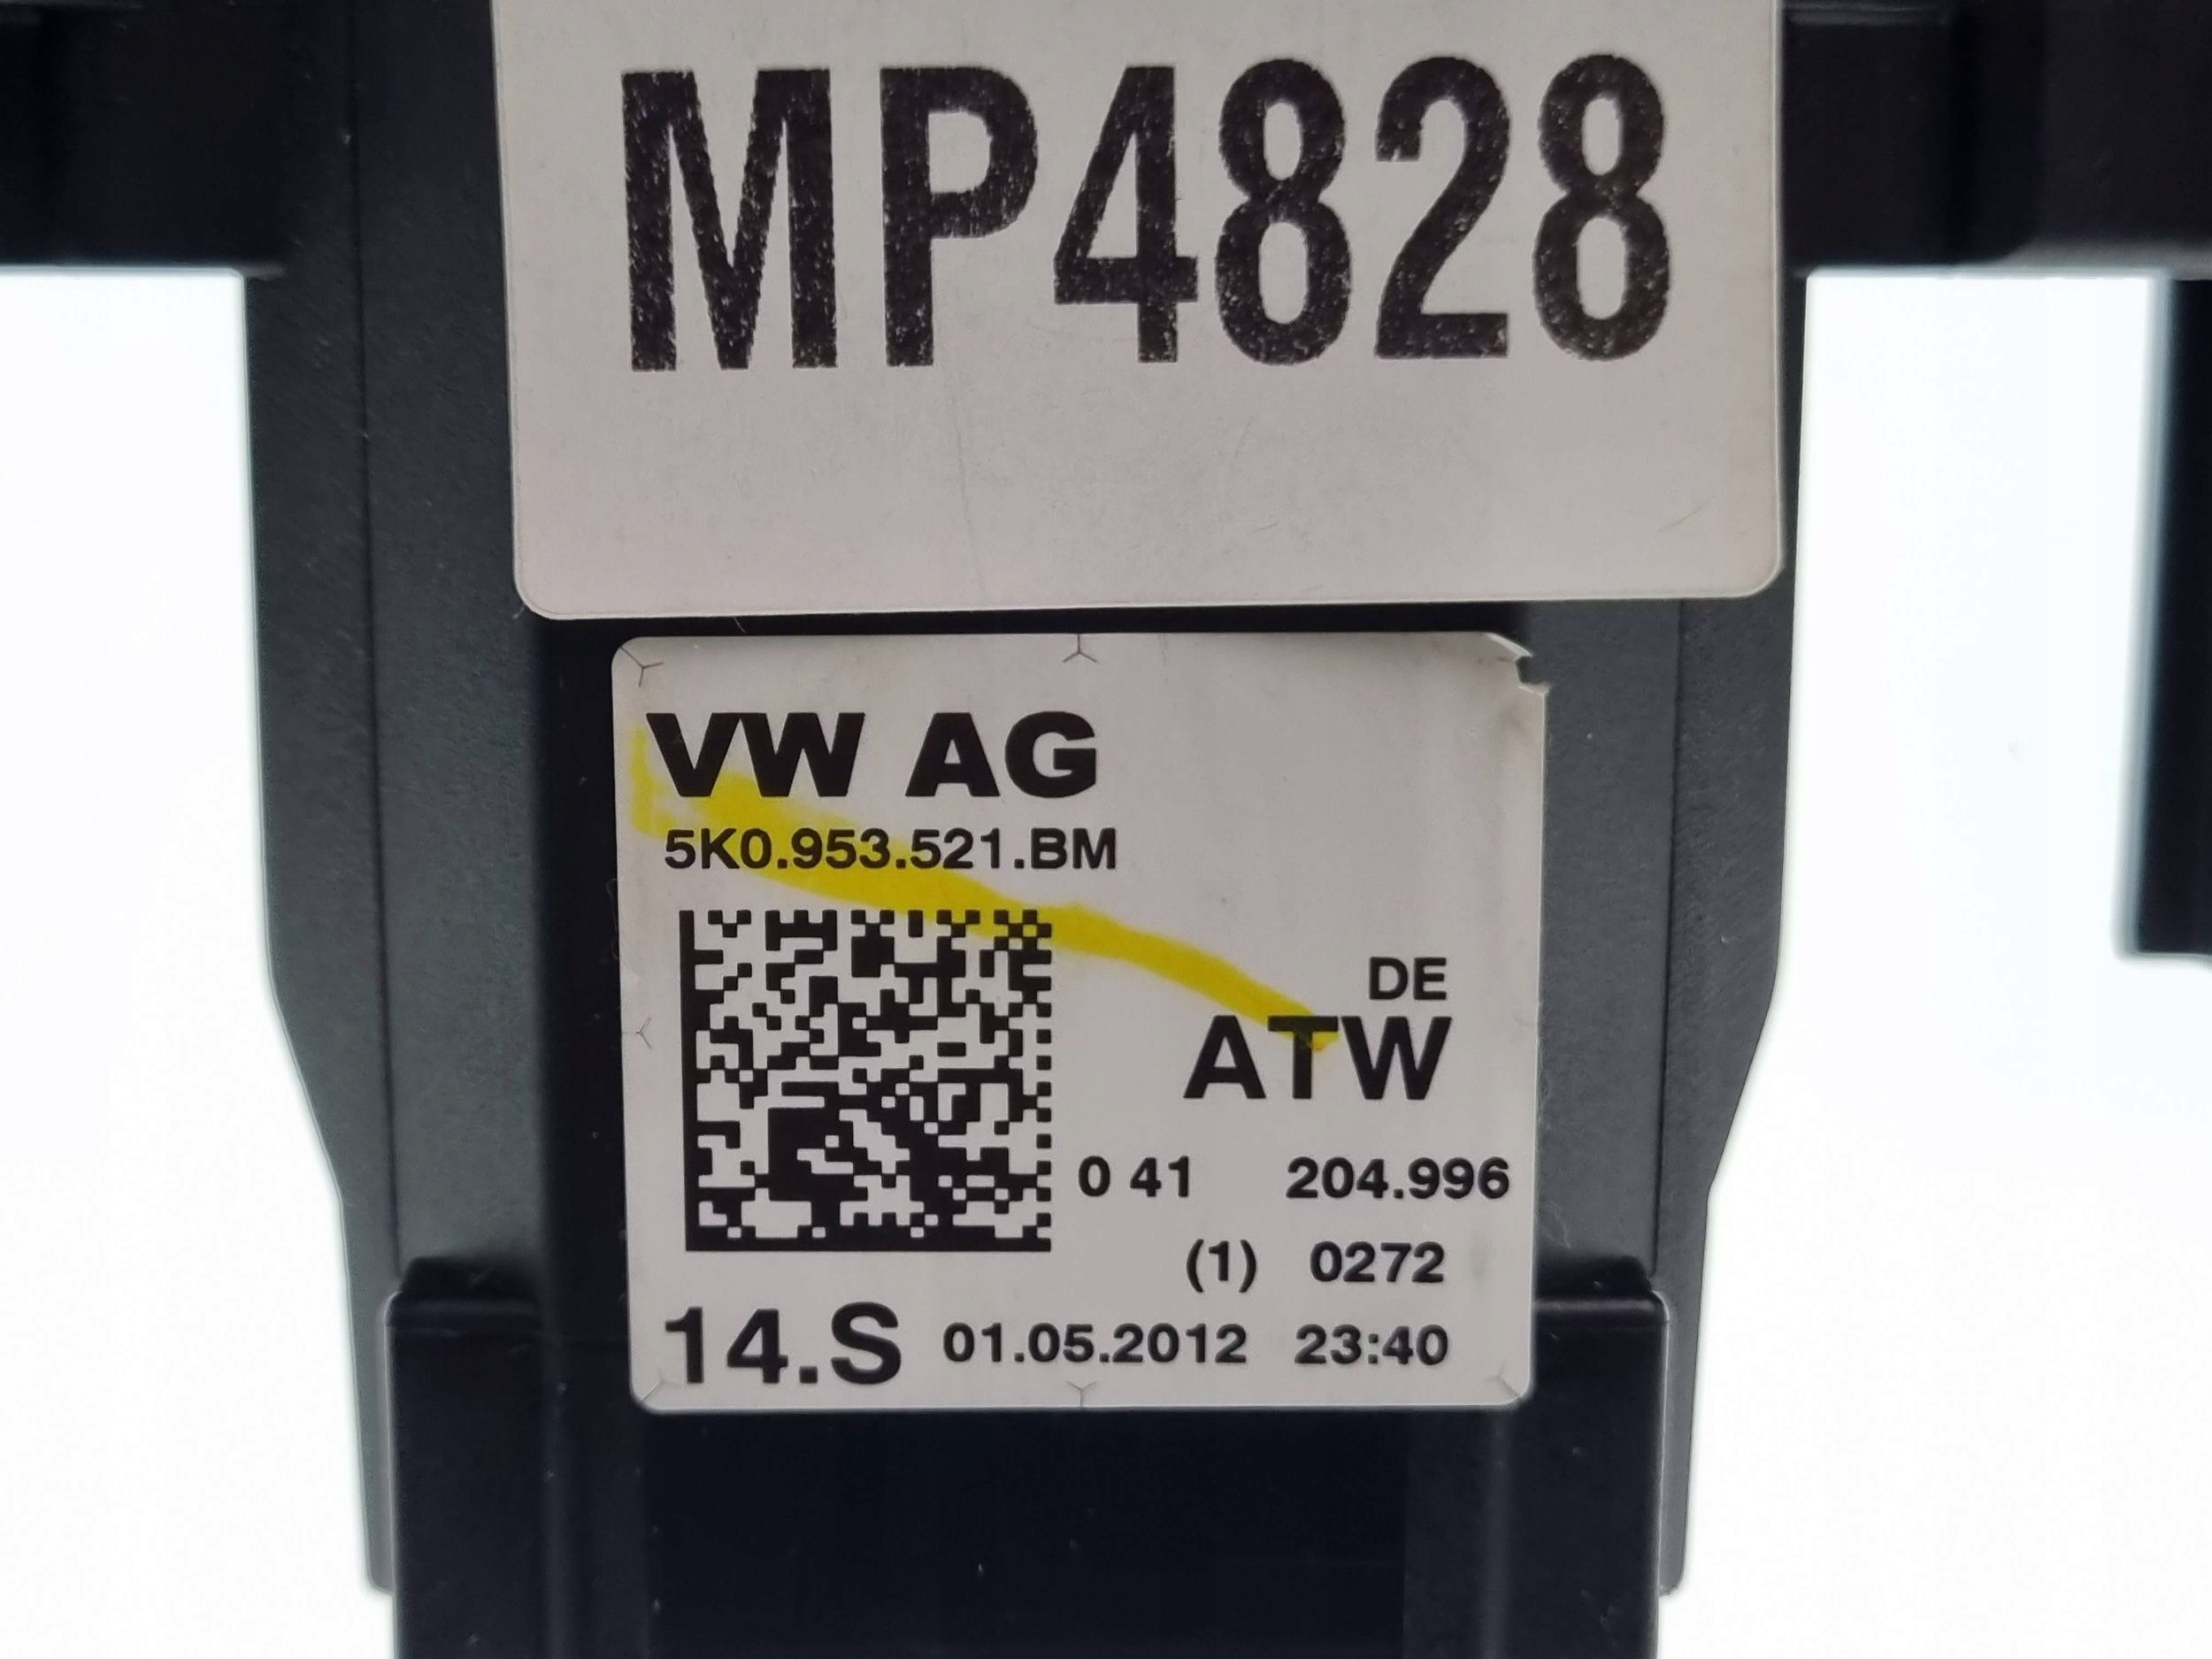 MP4828
VW AG
5K0.953.521.BM
DE
ATW
0 41 204.996
(1) 0272
14.S 01.05.2012 23:40